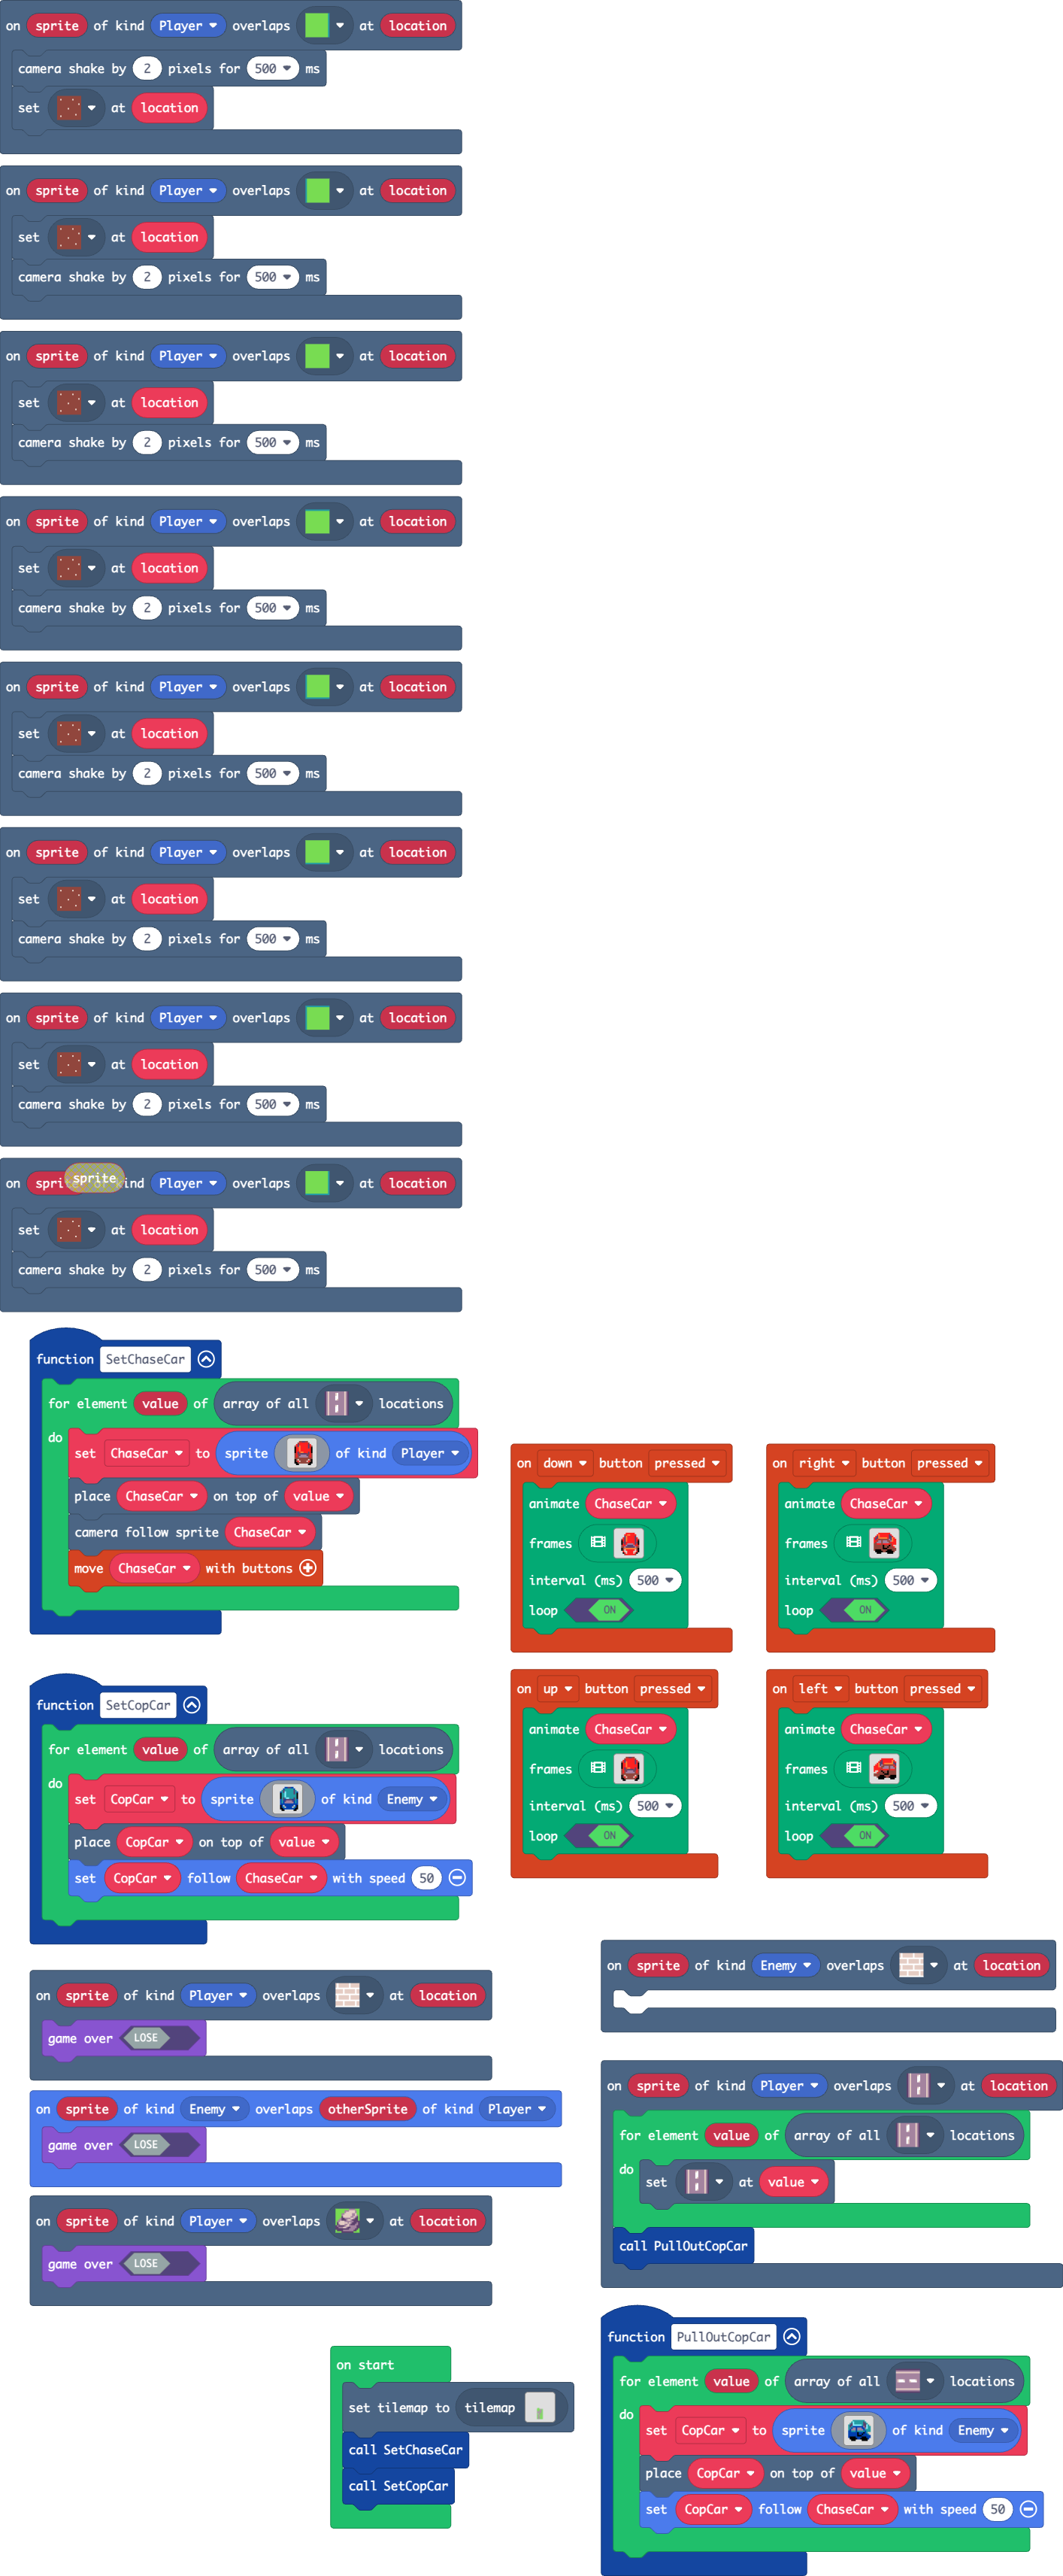 on sprite of kind Player overlaps at location
camera shake by 2 pixels for 500 ms
set at location
on sprite of kind Player overlaps at location
set at location
camera shake by 2 pixels for 500 ms
on sprite of kind Player overlaps at location
set at location
camera shake by 2 pixels for 500 ms
on sprite of kind Player overlaps at location
set at location
camera shake by 2 pixels for 500 ms
on sprite of kind Player overlaps at location
set at location
camera shake by 2 pixels for 500 ms
on sprite of kind Player overlaps at location
set at location
camera shake by 2 pixels for 500 ms
on sprite of kind Player overlaps at location
set at location
camera shake by 2 pixels for 500 ms
sprite
on Player overlaps at location
set at location
camera shake by 2 pixels for 500 ms
function SetChaseCar
for element value of array of all locations
do
set ChaseCar to sprite of kind Player
place ChaseCar on top of value
camera follow sprite ChaseCar
move ChaseCar with buttons
on down button pressed
animate ChaseCar
frames
interval (ms) 500
loop ON
on right button pressed
animate ChaseCar
frames
interval (ms) 500
loop ON
function SetCopCar
for element value of array of all locations
do
set CopCar to sprite of kind Enemy
place CopCar on top of value
set CopCar follow ChaseCar with speed 50
on up button pressed
animate ChaseCar
frames
interval (ms) 500
loop ON
on left button pressed
animate ChaseCar
frames
interval (ms) 500
loop ON
on sprite of kind Player overlaps at location
game over LOSE
on sprite of kind Enemy overlaps otherSprite of kind Player
game over LOSE
on sprite of kind Player overlaps at location
game over LOSE
on sprite of kind Enemy overlaps at location
on sprite of kind Player overlaps at location
for element value of array of all locations
do
set at value
call PullOutCopCar
on start
set tilemap to tilemap
call SetChaseCar
call SetCopCar
function PullOutCopCar
for element value of array of all locations
do
set CopCar to sprite of kind Enemy
place CopCar on top of value
set CopCar follow ChaseCar with speed 50